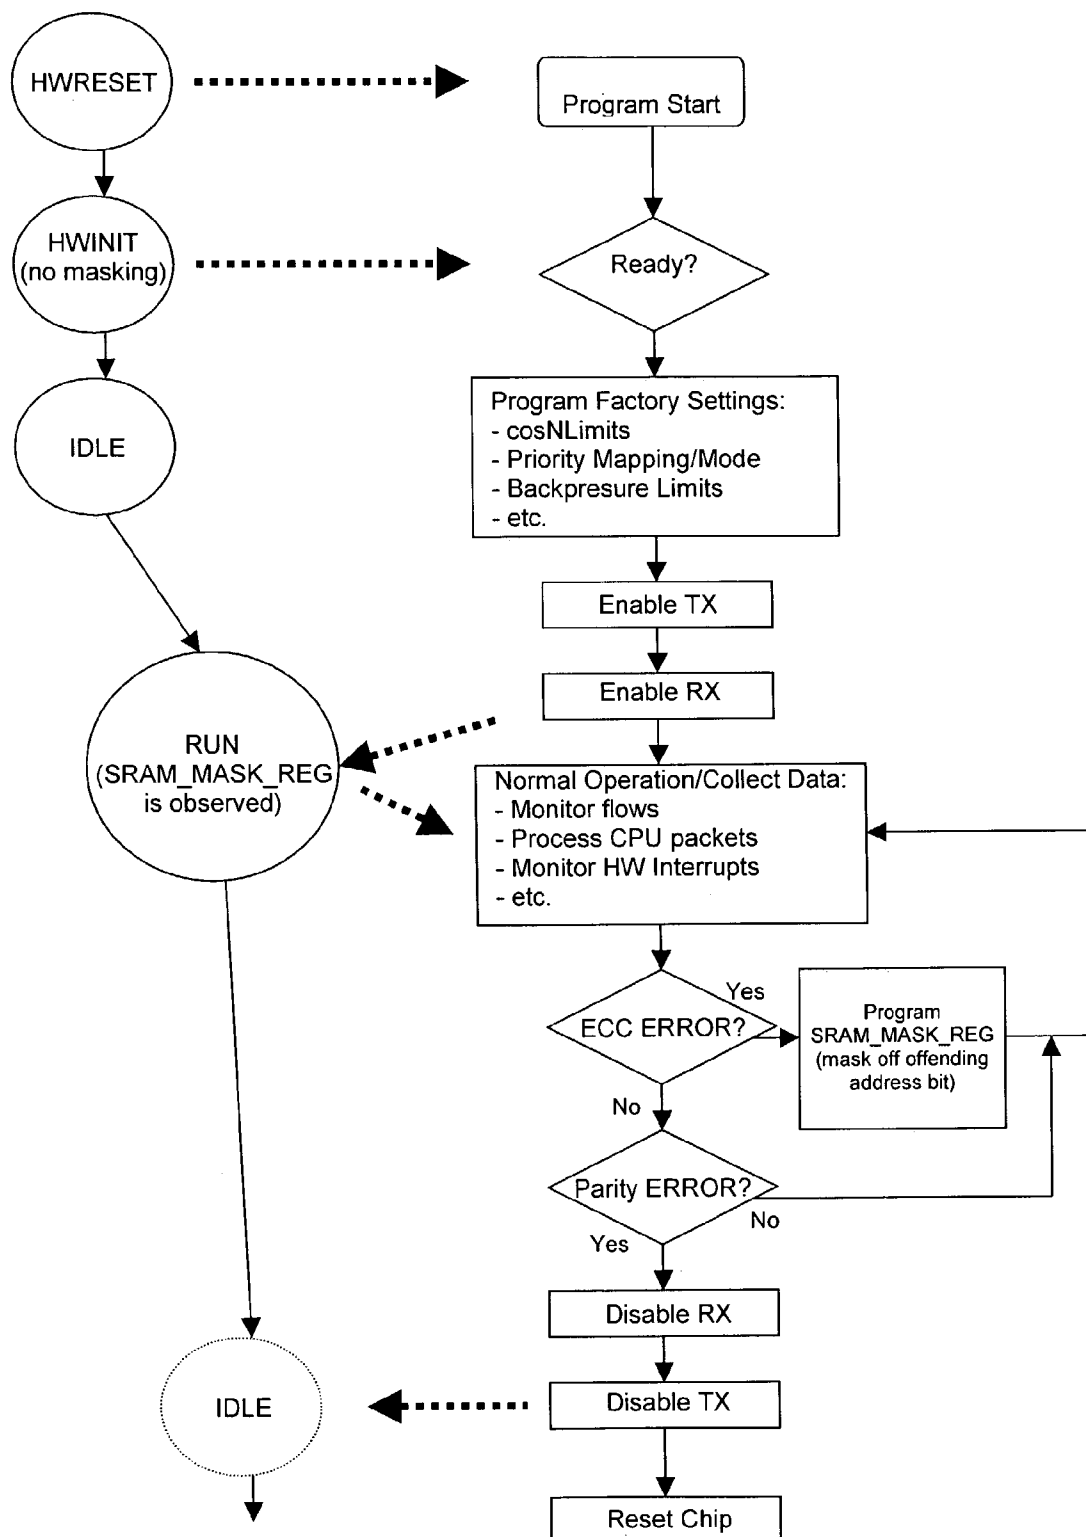 HWRESET
Program Start
HWINIT
(no masking)
Ready?
Program Factory Settings:
- cosNLimits
- Priority Mapping/Mode
- Backpresure Limits
- etc.
IDLE
Enable TX
Enable RX
RUN
(SRAM_MASK_REG
is observed)
Normal Operation/Collect Data:
- Monitor flows
- Process CPU packets
- Monitor HW Interrupts
- etc.
ECC ERROR?
Yes
Program
SRAM_MASK_REG
(mask off offending
address bit)
No
Parity ERROR?
No
Yes
Disable RX
IDLE
Disable TX
Reset Chip